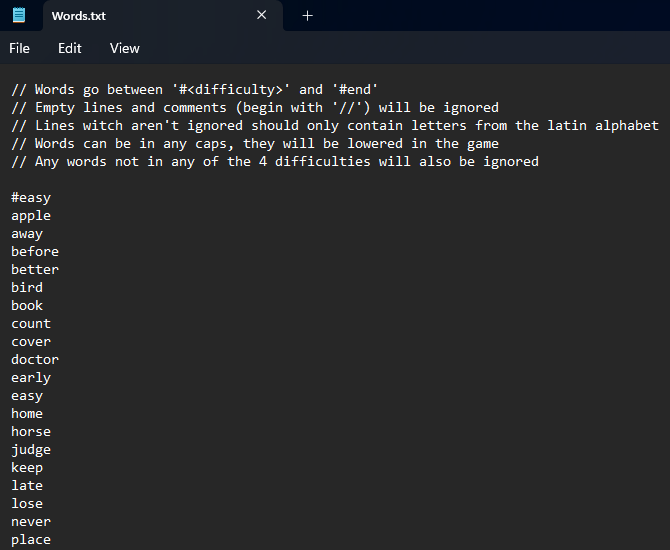 Words.txt
File Edit View
// Words go between '#<difficulty>' and '#end'
// Empty lines and comments (begin with '//') will be ignored
// Lines witch aren't ignored should only contain letters from the latin alphabet
// Words can be in any caps, they will be lowered in the game
// Any words not in any of the 4 difficulties will also be ignored
#easy
apple
away
before
better
bird
book
count
cover
doctor
early
easy
home
horse
judge
keep
late
lose
never
place